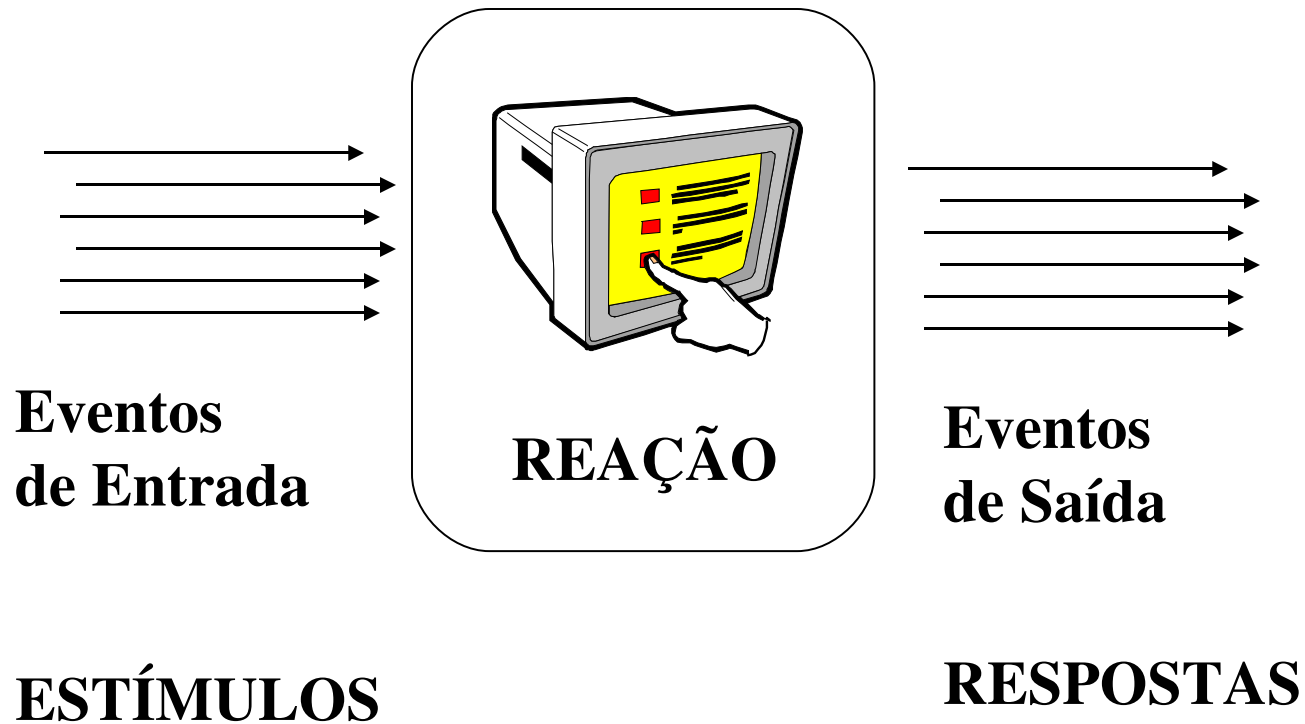 Eventos
de Entrada
REAÇÃO
Eventos
de Saída
ESTÍMULOS
RESPOSTAS